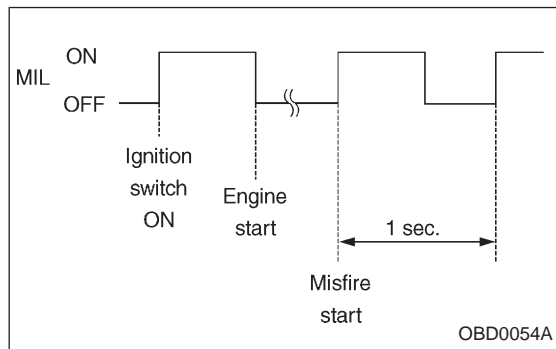 ON
MIL
OFF
Ignition
switch
ON
Engine
start
1 sec.
Misfire
start
OBD0054A